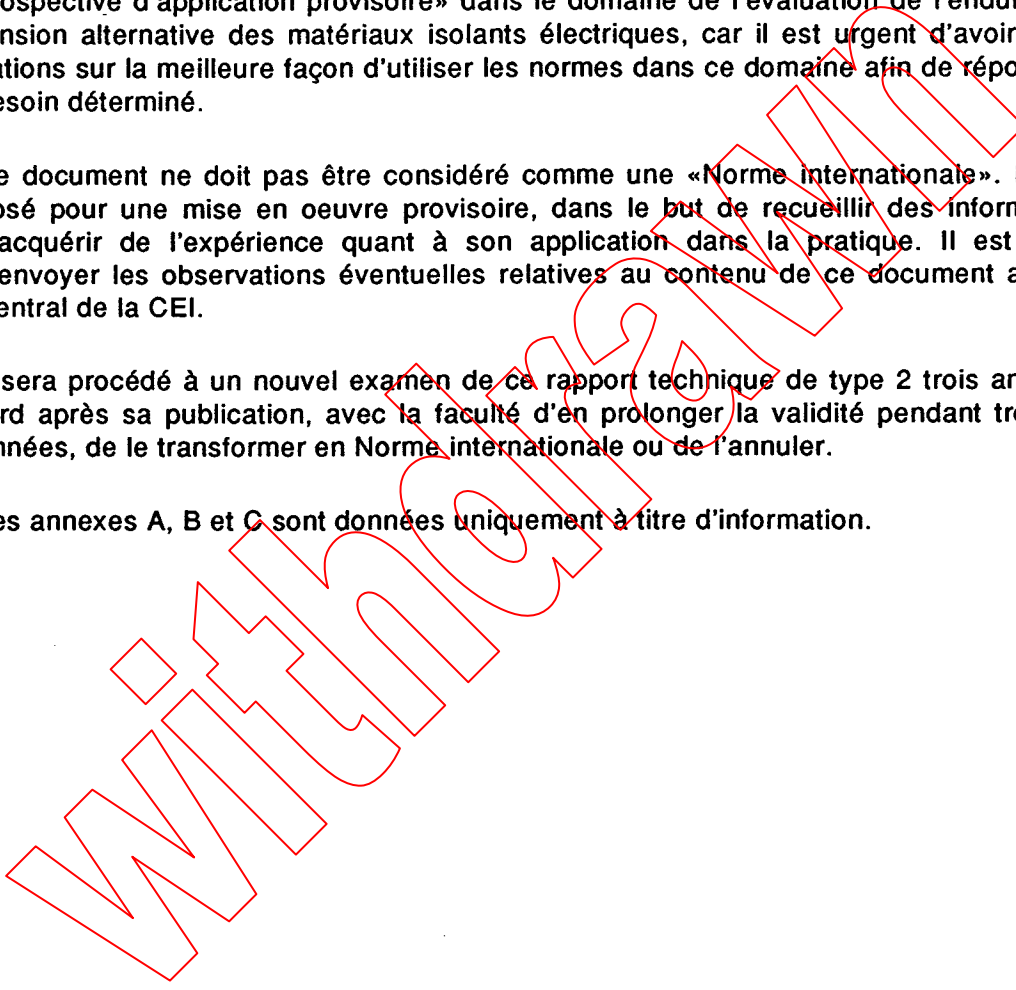 ospective d'application provisoire» dans le domaine de l'évaluation de l'endu
nsion alternative des matériaux isolants électriques, car il est urgent d'avoir
ations sur la meilleure façon d'utiliser les normes dans ce domaine afin de répo
esoin déterminé.
e document ne doit pas être considéré comme une «Norme internationale».
osé pour une mise en oeuvre provisoire, dans le but de recueillir des inform
acquérir de l'expérience quant à son application dans la pratique. Il est
envoyer les observations éventuelles relatives au contenu de ce document a
entral de la CEI.
sera procédé à un nouvel examen de ce rapport technique de type 2 trois an
rd après sa publication, avec la faculté d'en prolonger la validité pendant tr
nnées, de le transformer en Norme internationale ou de l'annuler.
es annexes A, B et C sont données uniquement à titre d'information.
withdrawn